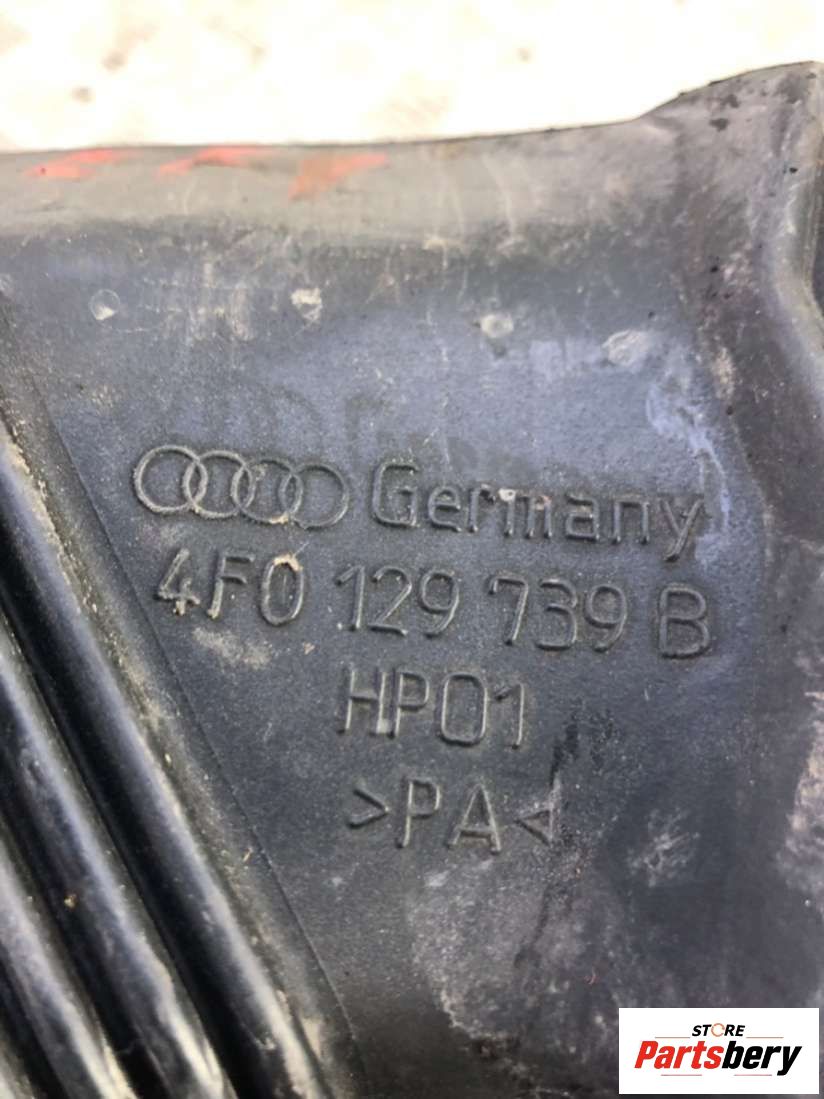 Germany
4F0 129 739 B
HP01
>PA<
STORE
Partsbery